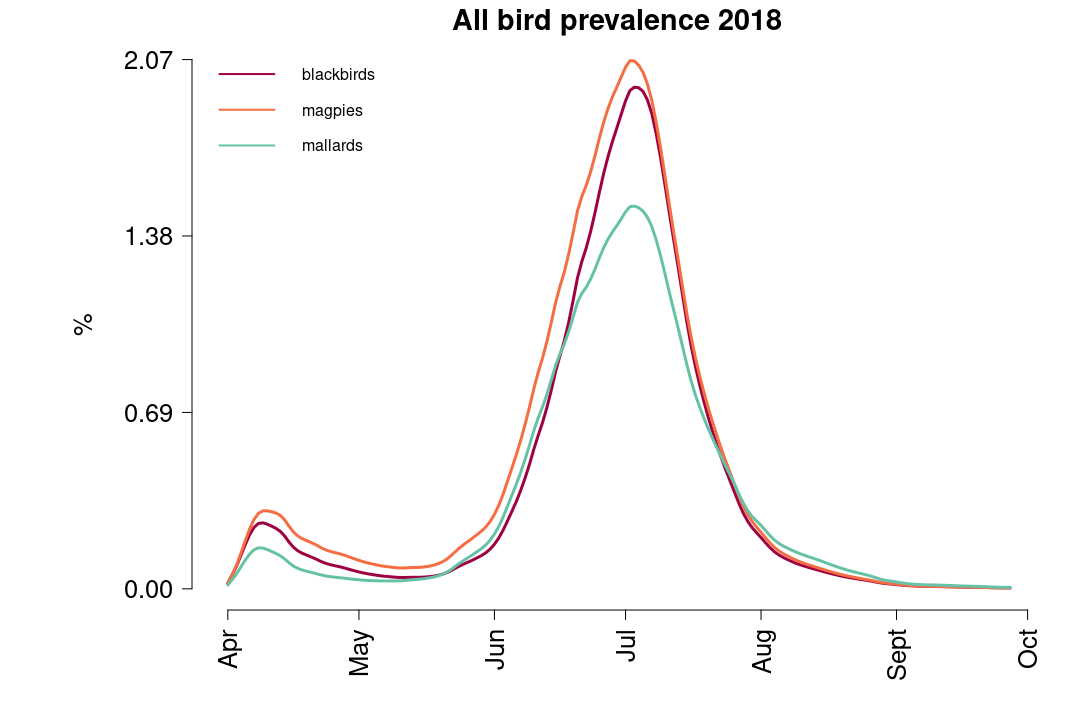 All bird prevalence 2018
2.07
1.38
0.69
0.00
%
blackbirds
magpies
mallards
Apr
May
Jun
Jul
Aug
Sept
Oct